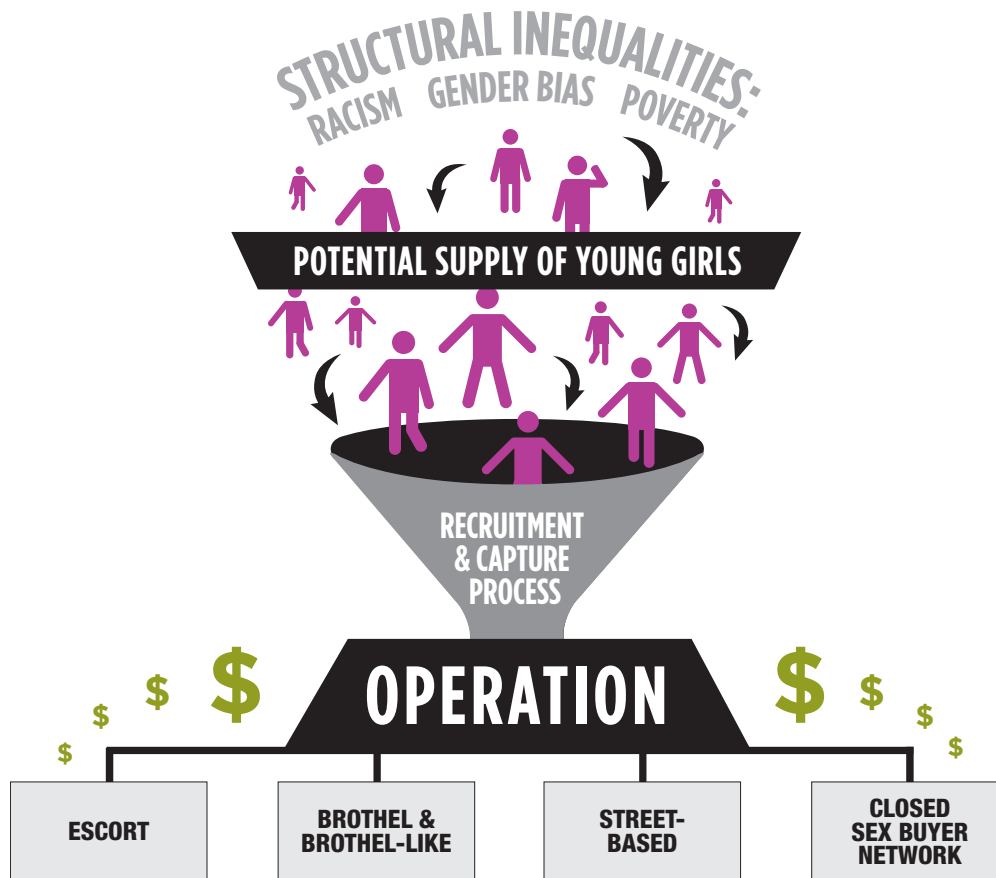 STRUCTURAL INEQUALITIES:
RACISM GENDER BIAS POVERTY
POTENTIAL SUPPLY OF YOUNG GIRLS
RECRUITMENT
& CAPTURE
PROCESS
$ $ $ $ OPERATION $ $ $ $
ESCORT
BROTHEL &
BROTHEL-LIKE
STREET-
BASED
CLOSED
SEX BUYER
NETWORK